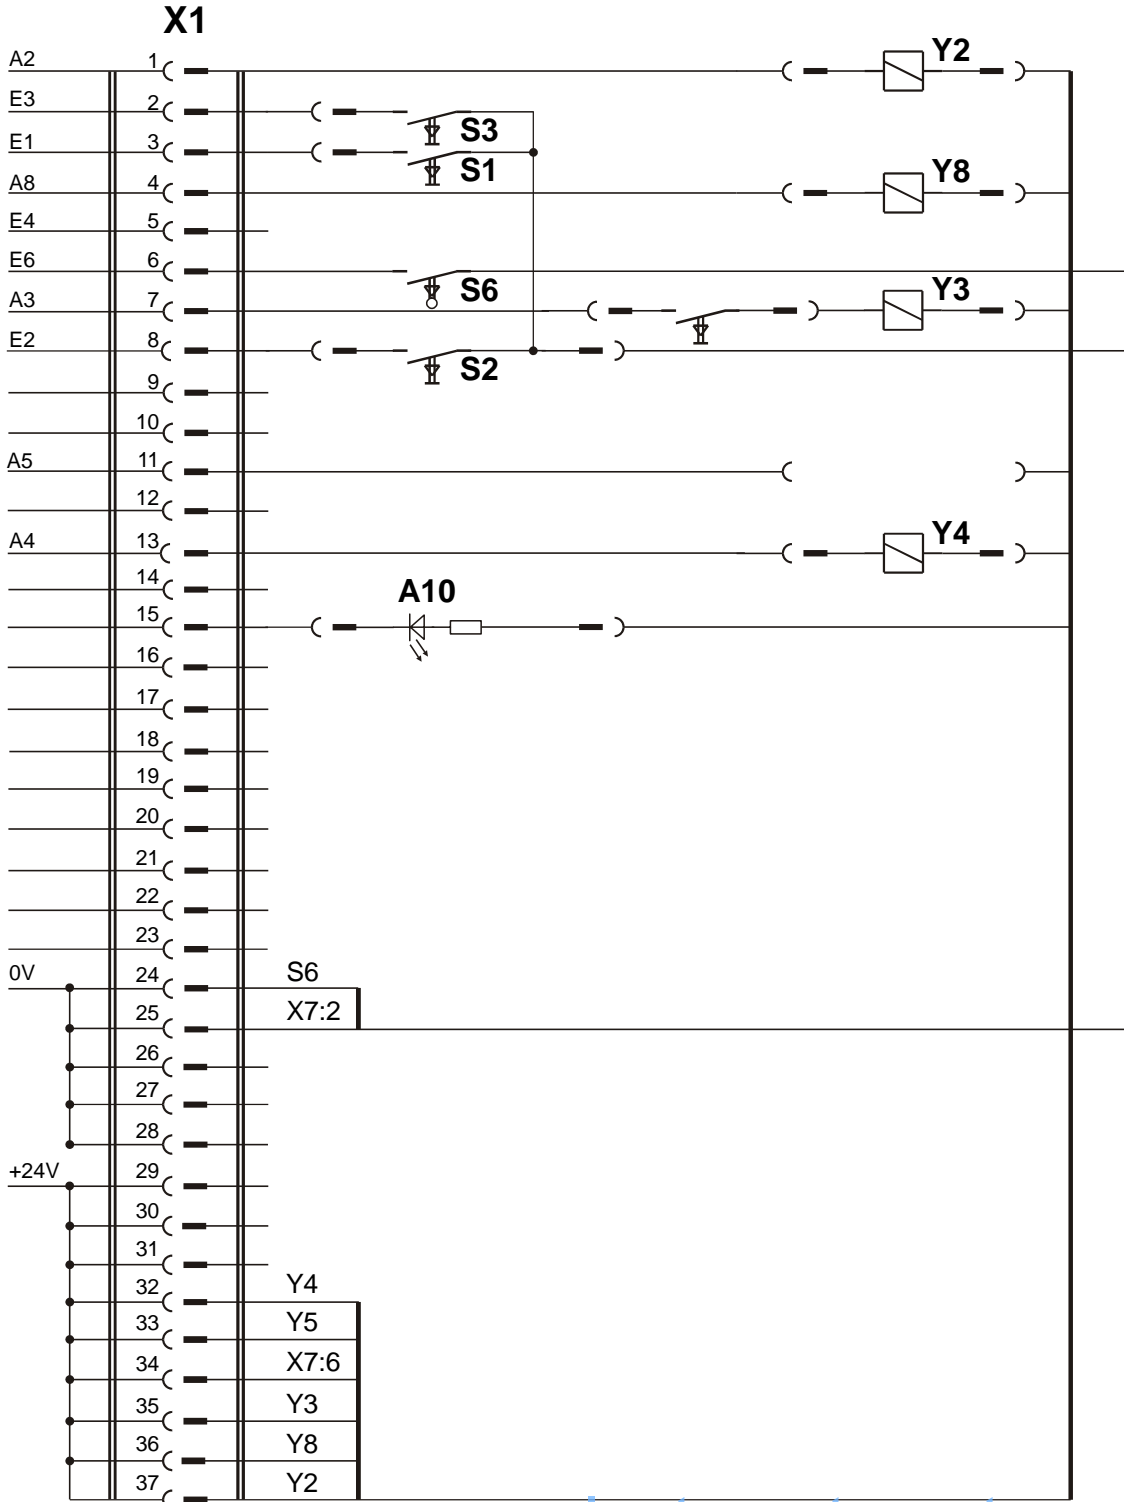 X1
A2 1 Y2
E3 2 S3
E1 3 S1
A8 4 Y8
E4 5
E6 6 S6
A3 7 Y3
E2 8 S2
9
10
A5 11
12
A4 13 Y4
14
15 A10
16
17
18
19
20
21
22
23
0V 24 S6
25 X7:2
26
27
28
+24V 29
30
31
32 Y4
33 Y5
34 X7:6
35 Y3
36 Y8
37 Y2